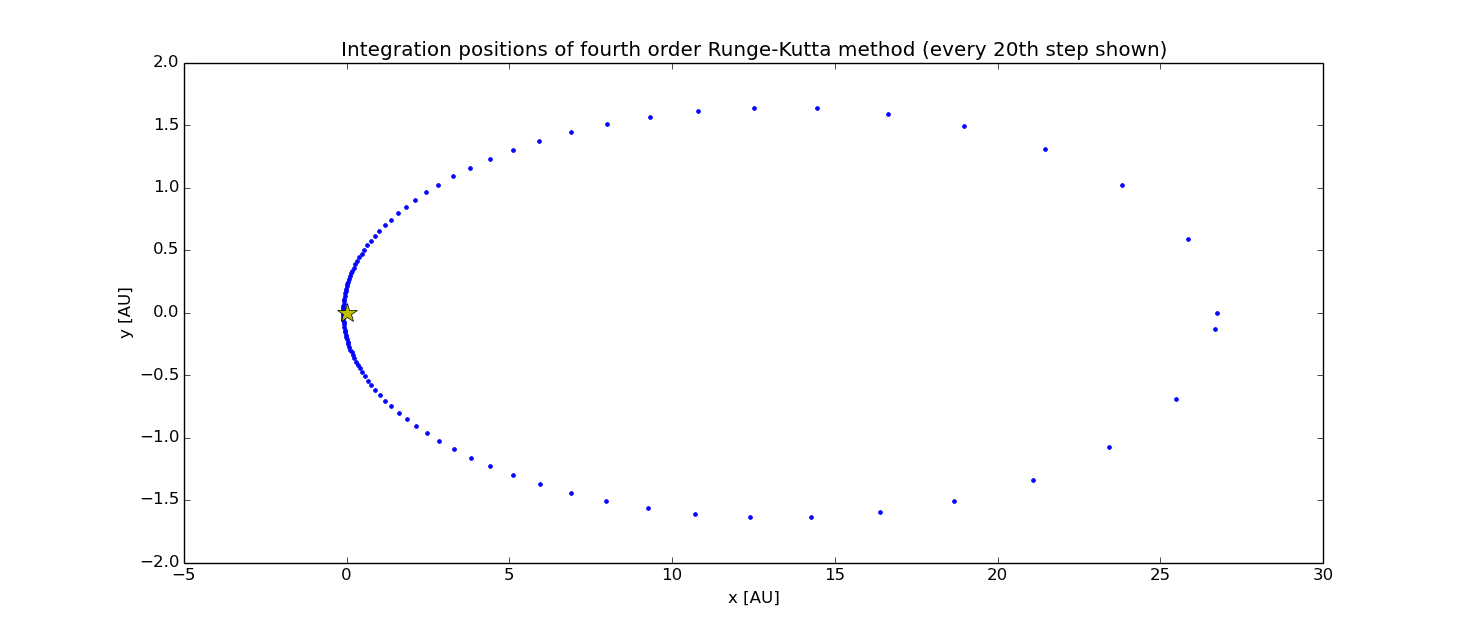 Integration positions of fourth order Runge-Kutta method (every 20th step shown)
2.0
1.5
1.0
0.5
0.0
−0.5
−1.0
−1.5
−2.0
y [AU]
−5 0 5 10 15 20 25 30
x [AU]